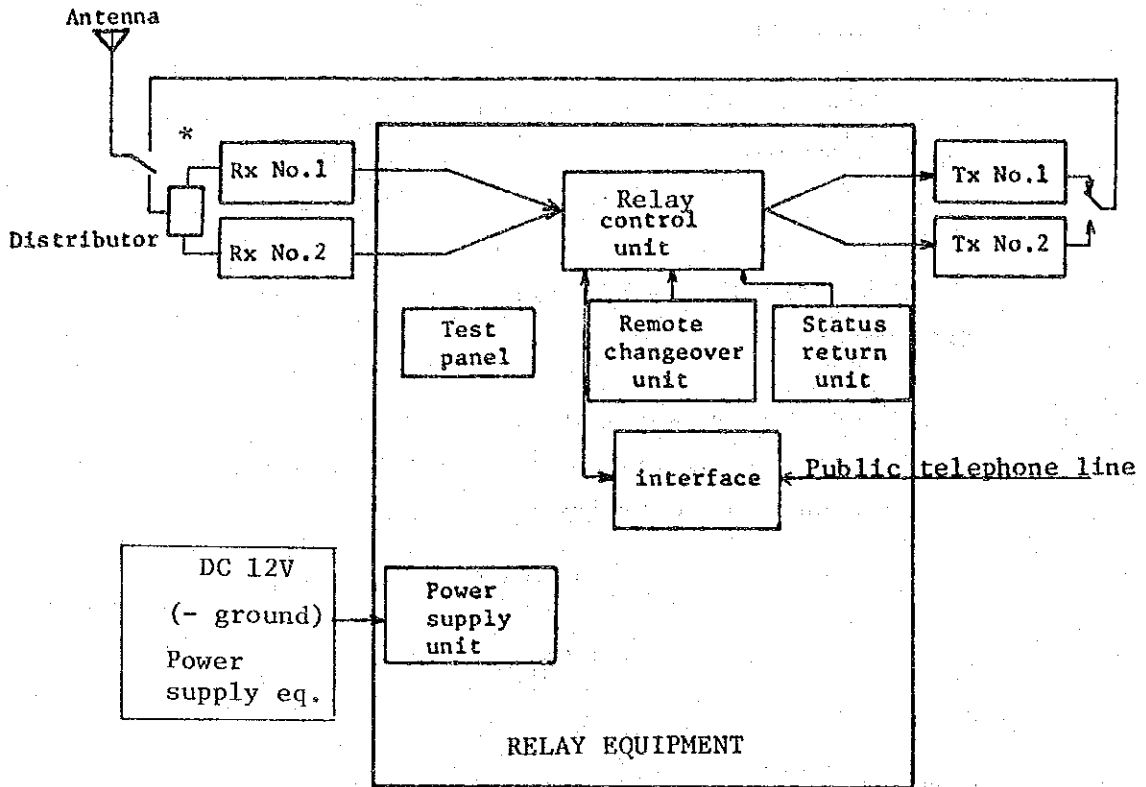 Antenna
*
Rx No.1
Rx No.2
Distributor
Relay
control
unit
Tx No.1
Tx No.2
Test
panel
Remote
changeover
unit
Status
return
unit
interface
Public telephone line
DC 12V
(- ground)
Power
supply eq.
Power
supply
unit
RELAY EQUIPMENT